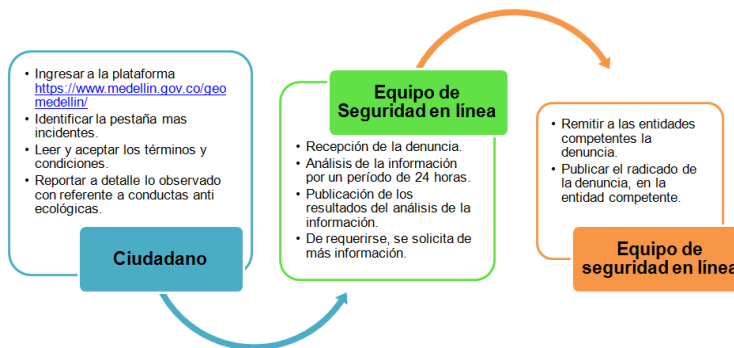 • Ingresar a la plataforma
https://www.medellin.gov.co/geo
medellin/
• Identificar la pestaña mas
incidentes.
• Leer y aceptar los términos y
condiciones.
• Reportar a detalle lo observado
con referente a conductas anti
ecológicas.
Ciudadano
Equipo de
Seguridad en línea
• Recepción de la denuncia.
• Análisis de la información
por un período de 24 horas.
• Publicación de los
resultados del análisis de la
información.
• De requerirse, se solicita de
más información.
• Remitir a las entidades
competentes la
denuncia.
• Publicar el radicado de
la denuncia, en la
entidad competente.
Equipo de
seguridad en línea